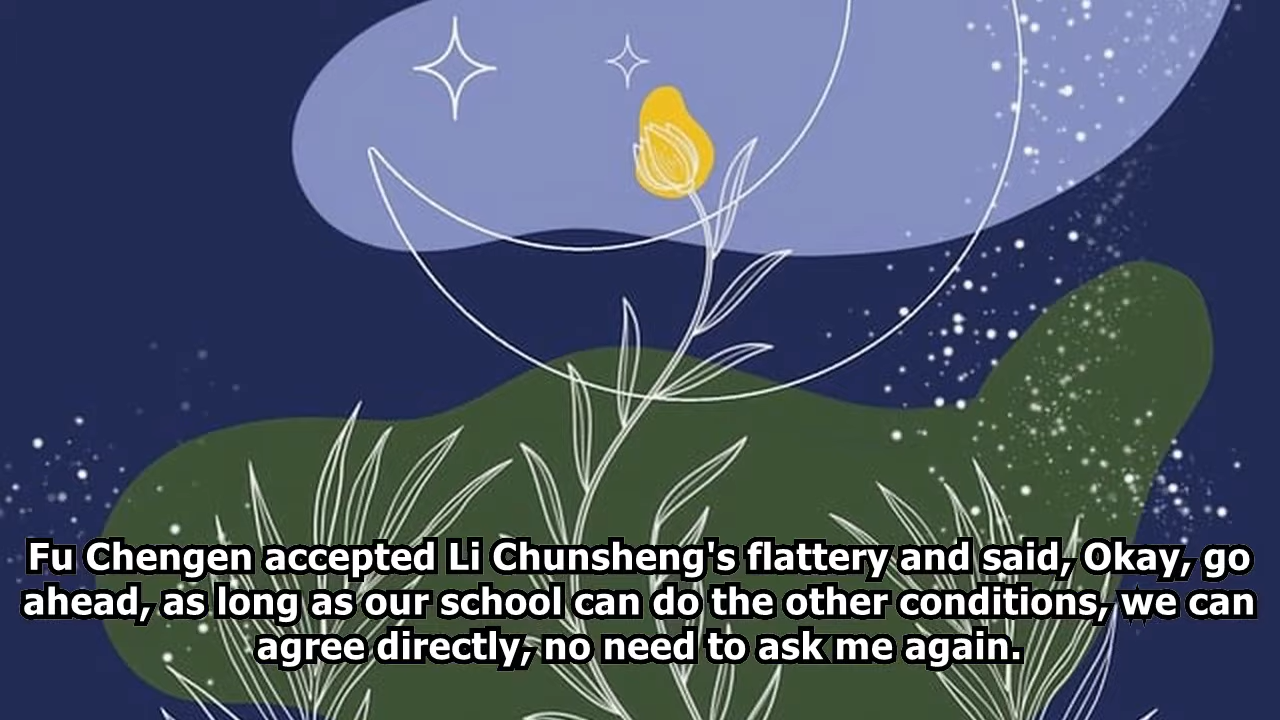 Fu Chengen accepted Li Chunsheng's flattery and said, Okay, go
ahead, as long as our school can do the other conditions, we can
agree directly, no need to ask me again.